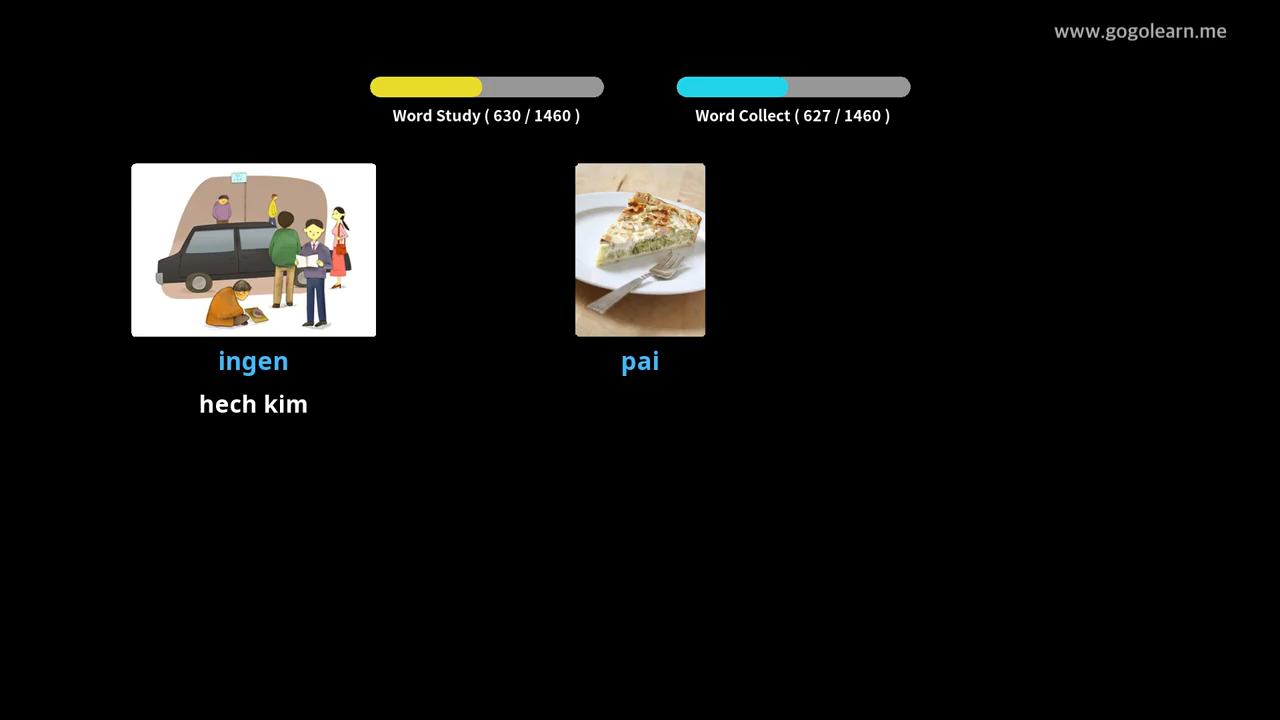 www.gogolearn.me
Word Study ( 630 / 1460 )
Word Collect ( 627 / 1460 )
ingen
pai
hech kim